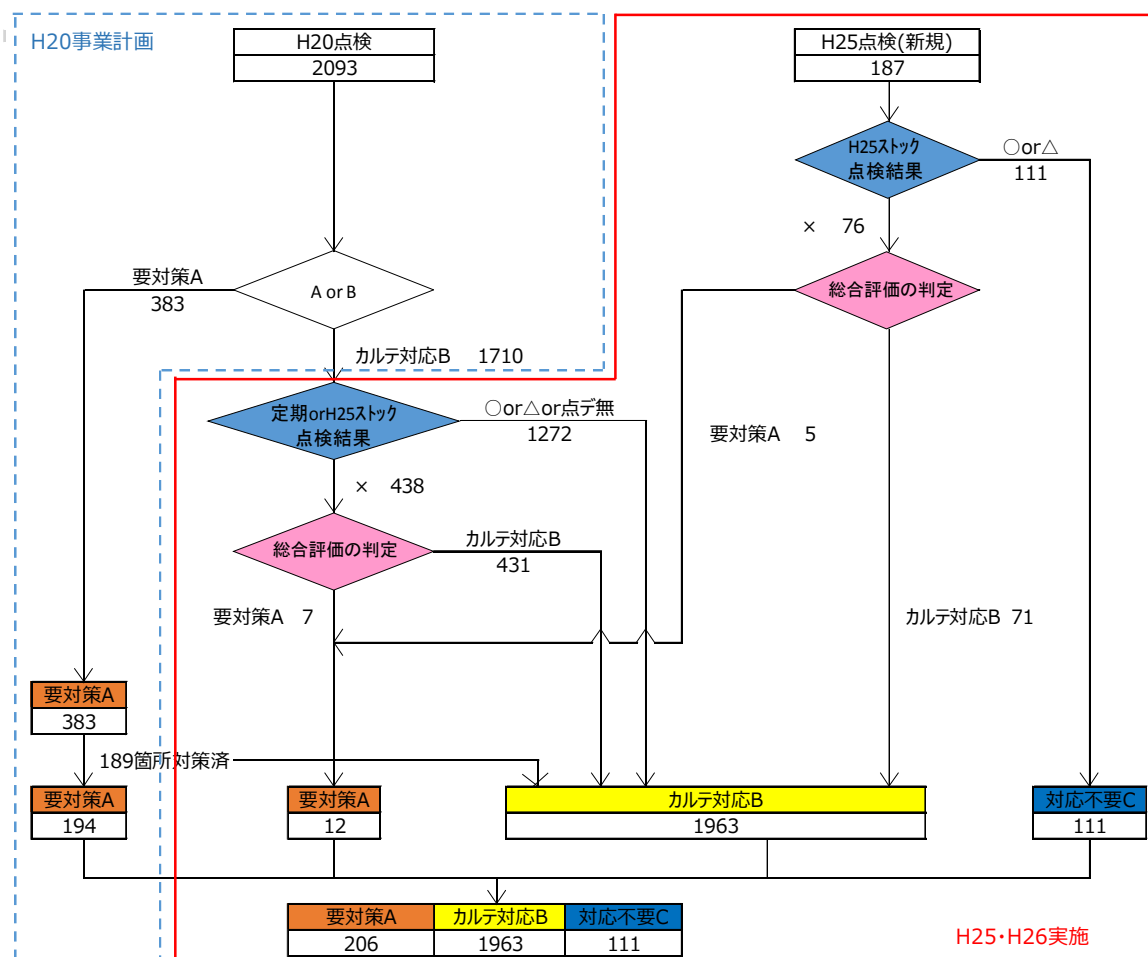 H20事業計画
H20点検
2093
H25点検(新規)
187
H25ストック
点検結果
○or△
111
× 76
要対策A
383
A or B
総合評価の判定
カルテ対応B 1710
定期orH25ストック
点検結果
○or△or点デ無
1272
要対策A 5
× 438
総合評価の判定
カルテ対応B
431
要対策A 7
カルテ対応B 71
要対策A
383
189箇所対策済
要対策A
194
要対策A
12
カルテ対応B
1963
対応不要C
111
要対策A カルテ対応B 対応不要C
206 1963 111
H25・H26実施